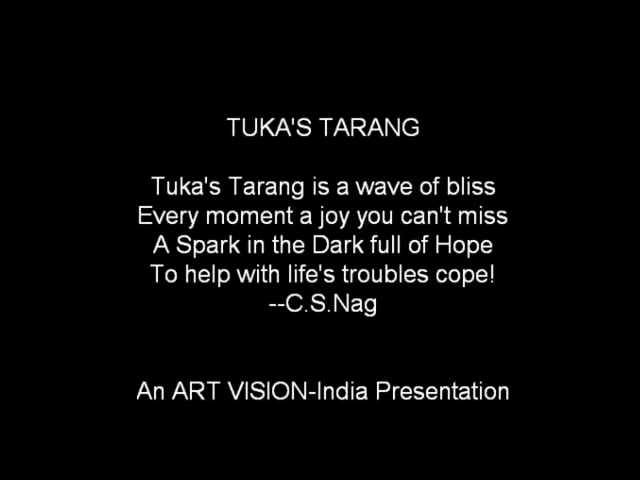 TUKA'S TARANG
Tuka's Tarang is a wave of bliss
Every moment a joy you can't miss
A Spark in the Dark full of Hope
To help with life's troubles cope!
--C.S.Nag
An ART VISION-India Presentation